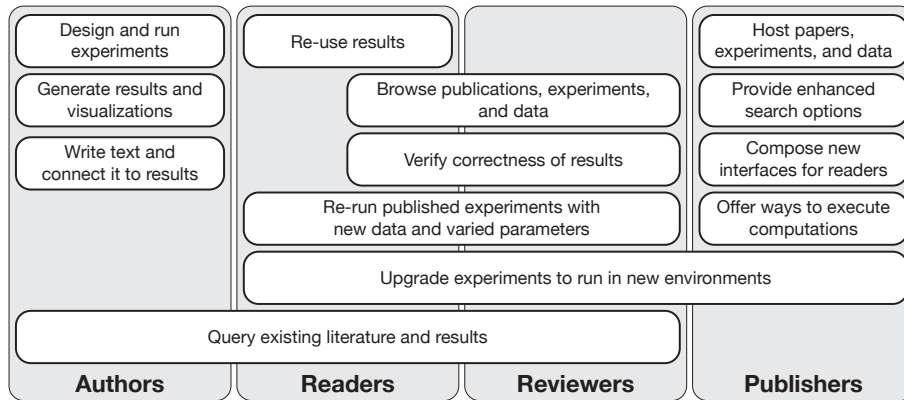 Design and run
experiments
Re-use results
Host papers,
experiments, and data
Generate results and
visualizations
Browse publications, experiments,
and data
Provide enhanced
search options
Write text and
connect it to results
Verify correctness of results
Compose new
interfaces for readers
Re-run published experiments with
new data and varied parameters
Offer ways to execute
computations
Upgrade experiments to run in new environments
Query existing literature and results
Authors
Readers
Reviewers
Publishers